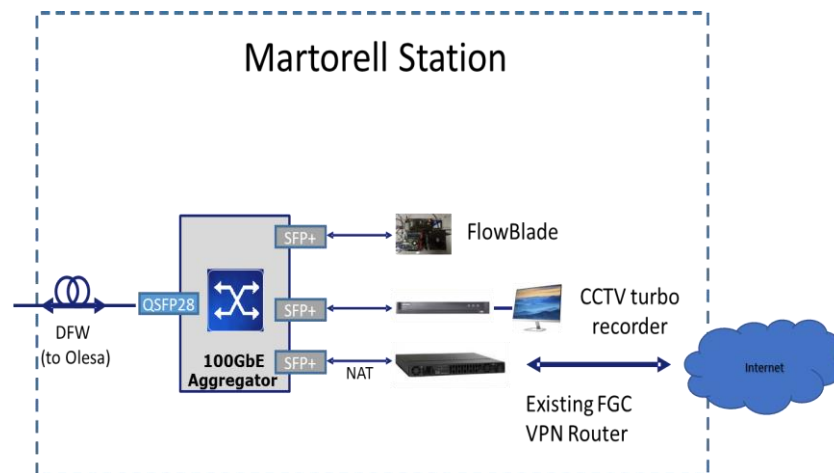 Martorell Station
SFP+
FlowBlade
QSFP28
SFP+
CCTV turbo
recorder
DFW
(to Olesa)
100GbE
Aggregator
SFP+
NAT
Existing FGC
VPN Router
Internet